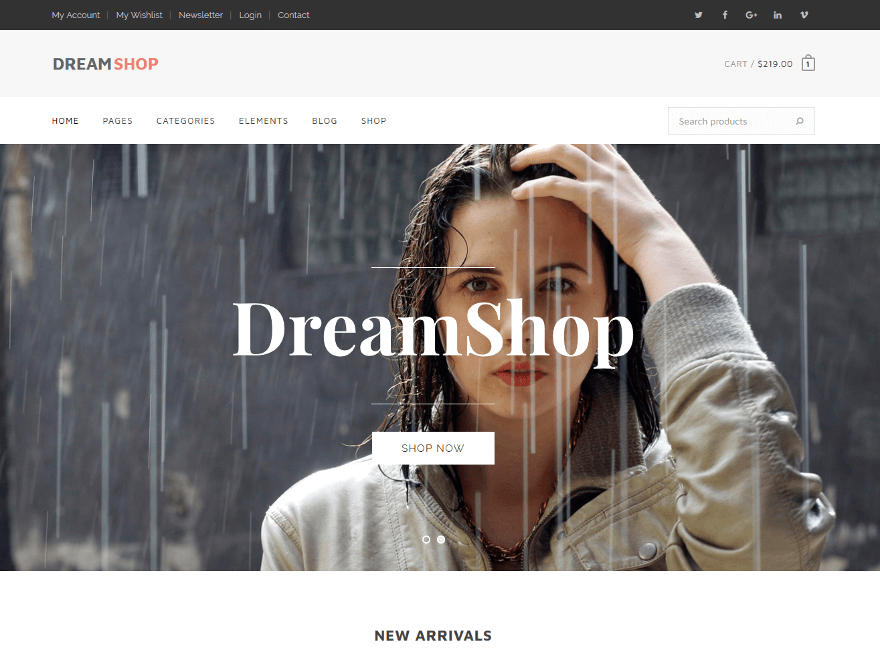 My Account | My Wishlist | Newsletter | Login | Contact
DREAMSHOP
CART / $219.00 1
HOME PAGES CATEGORIES ELEMENTS BLOG SHOP
Search products
DreamShop
SHOP NOW
NEW ARRIVALS